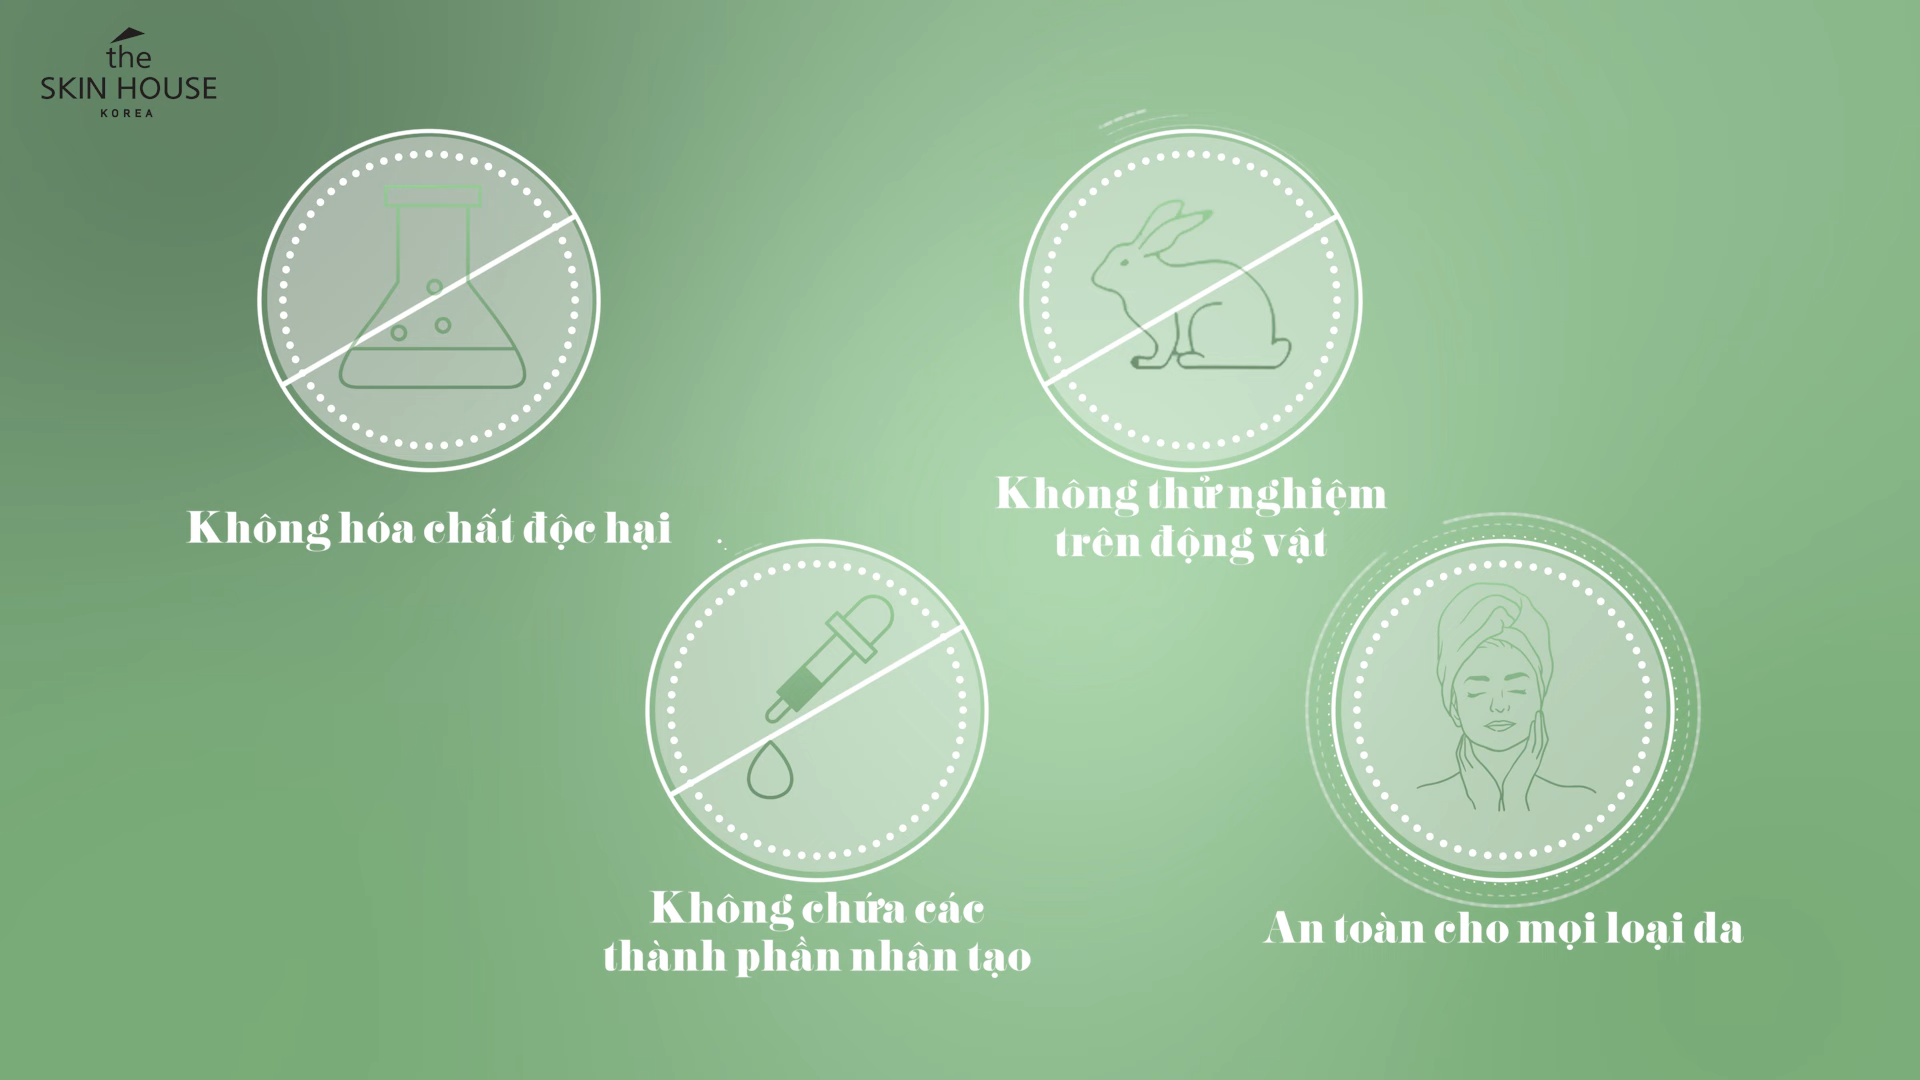 the
SKIN HOUSE
KOREA
Không hóa chất độc hại
Không thử nghiệm
trên động vật
Không chứa các
thành phần nhân tạo
An toàn cho mọi loại da